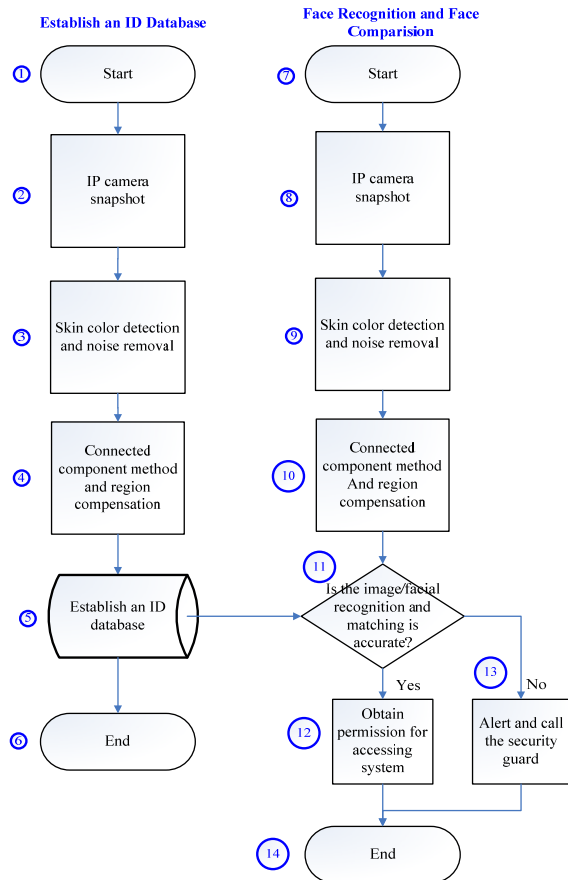 Establish an ID Database
1
Start
2
IP camera
snapshot
3
Skin color detection
and noise removal
4
Connected
component method
and region
compensation
5
Establish an ID
database
6
End
Face Recognition and Face
Comparision
7
Start
8
IP camera
snapshot
9
Skin color detection
and noise removal
10
Connected
component method
And region
compensation
11
Is the image/facial
recognition and
matching is
accurate?
Yes
12
Obtain
permission for
accessing
system
13
No
Alert and call
the security
guard
14
End